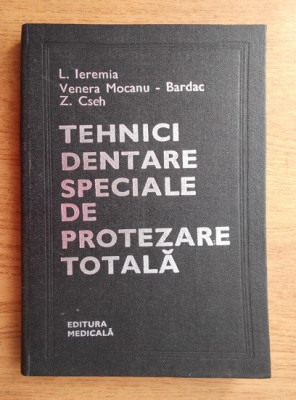 L. Ieremia
Venera Mocanu - Bardac
Z. Cseh
TEHNICI
DENTARE
SPECIALE
DE
PROTEZARE
TOTALĂ
EDITURA
MEDICALĂ